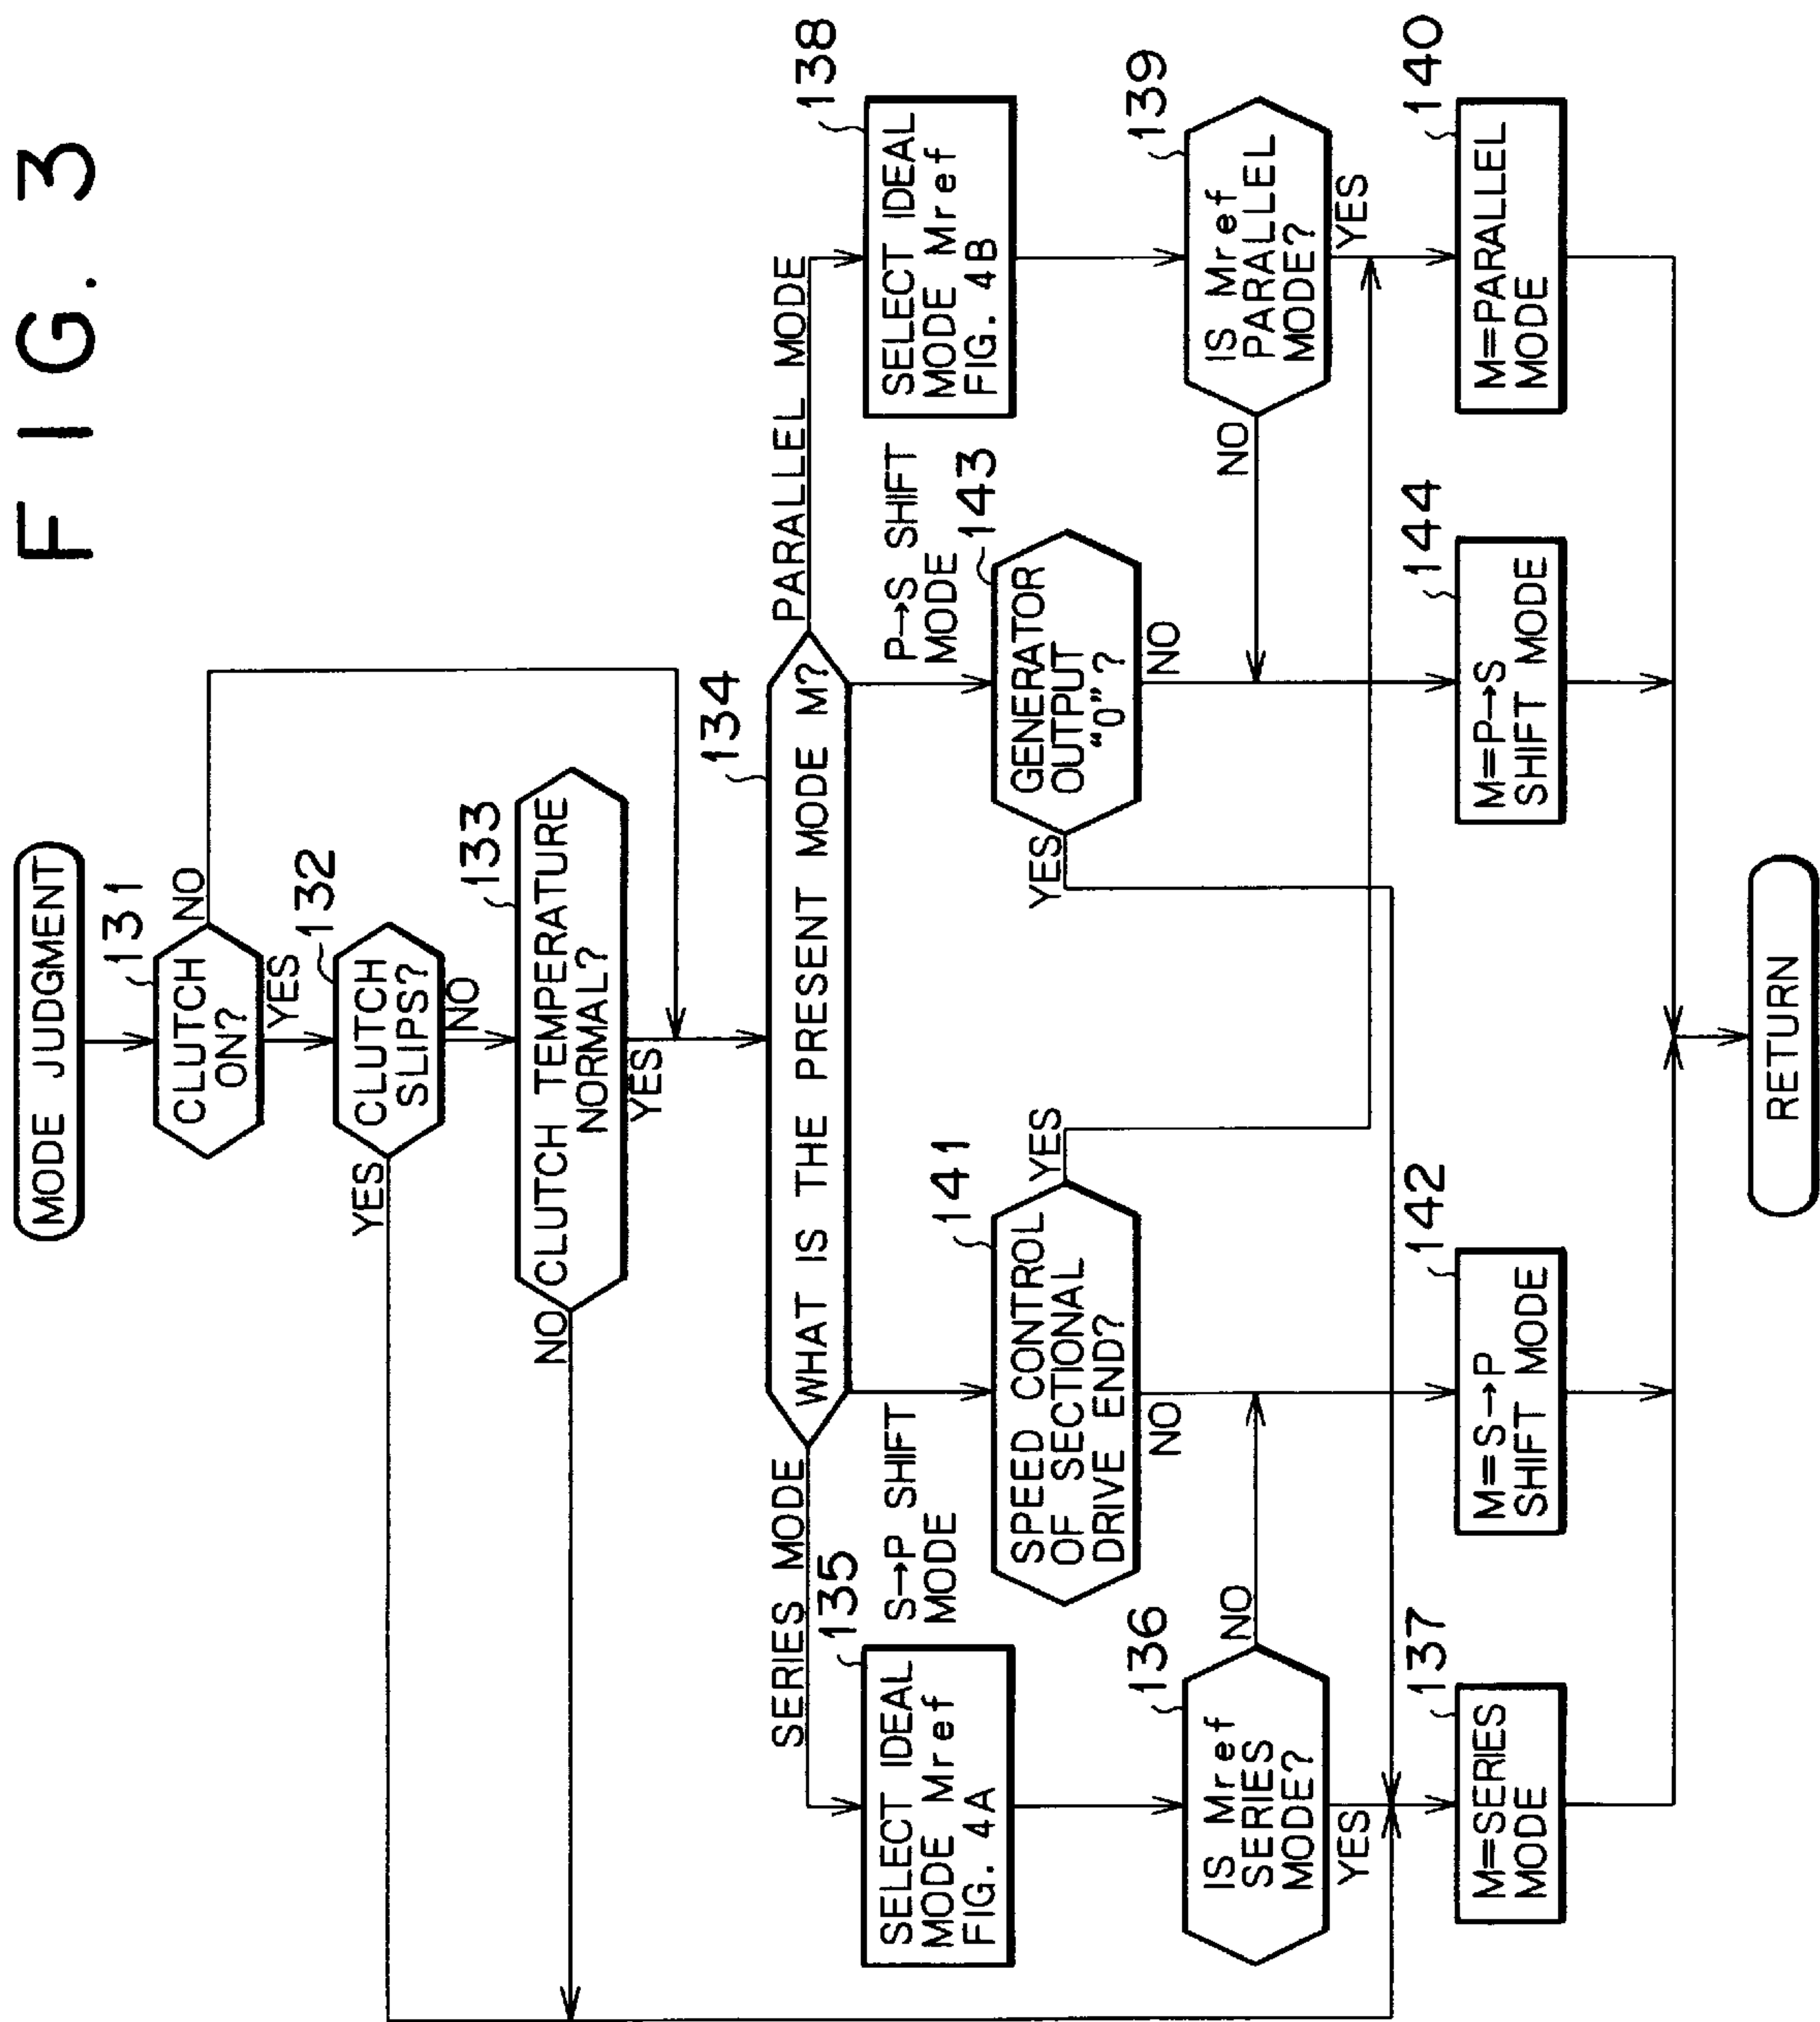 FIG. 3
MODE JUDGMENT
131
CLUTCH
ON?
NO
YES
132
CLUTCH
SLIPS?
YES
NO
133
CLUTCH TEMPERATURE
NORMAL?
NO
YES
134
WHAT IS THE PRESENT MODE M?
SERIES MODE
PARALLEL MODE
135
SELECT IDEAL
MODE Mref
FIG. 4A
S→P SHIFT
MODE
P→S SHIFT
MODE
138
SELECT IDEAL
MODE Mref
FIG. 4B
141
SPEED CONTROL
OF SECTIONAL
DRIVE END?
YES
NO
143
GENERATOR
OUTPUT
“0”?
YES
NO
136
IS Mref
SERIES
MODE?
NO
YES
139
IS Mref
PARALLEL
MODE?
NO
YES
137
M=SERIES
MODE
142
M=S→P
SHIFT MODE
144
M=P→S
SHIFT MODE
140
M=PARALLEL
MODE
RETURN